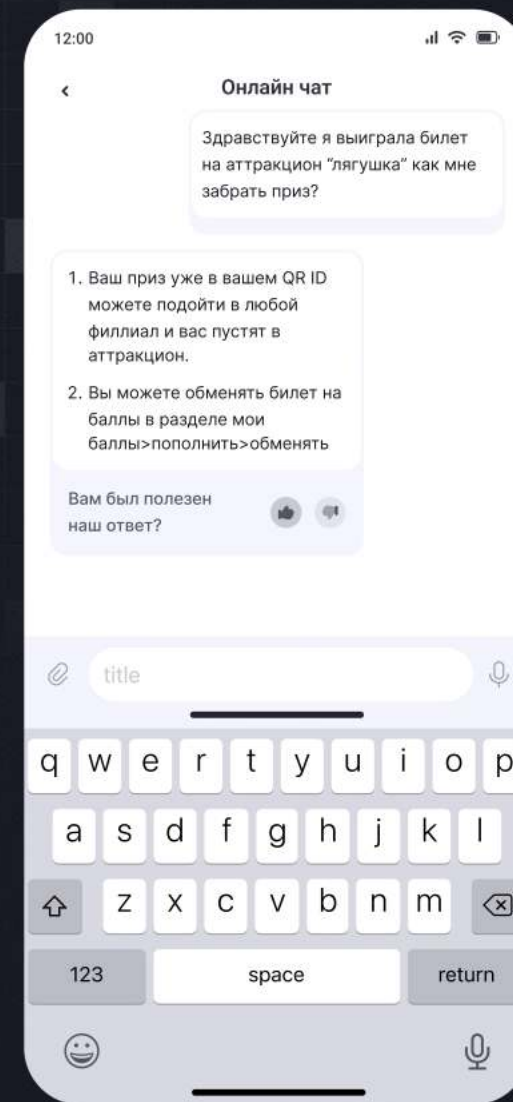 12:00
Онлайн чат
Здравствуйте я выиграла билет
на аттракцион “лягушка” как мне
забрать приз?
1. Ваш приз уже в вашем QR ID
можете подойти в любой
филлиал и вас пустят в
аттракцион.
2. Вы можете обменять билет на
баллы в разделе мои
баллы>пополнить>обменять
Вам был полезен
наш ответ?
title
q w e r t y u i o p
a s d f g h j k l
z x c v b n m
123 space return